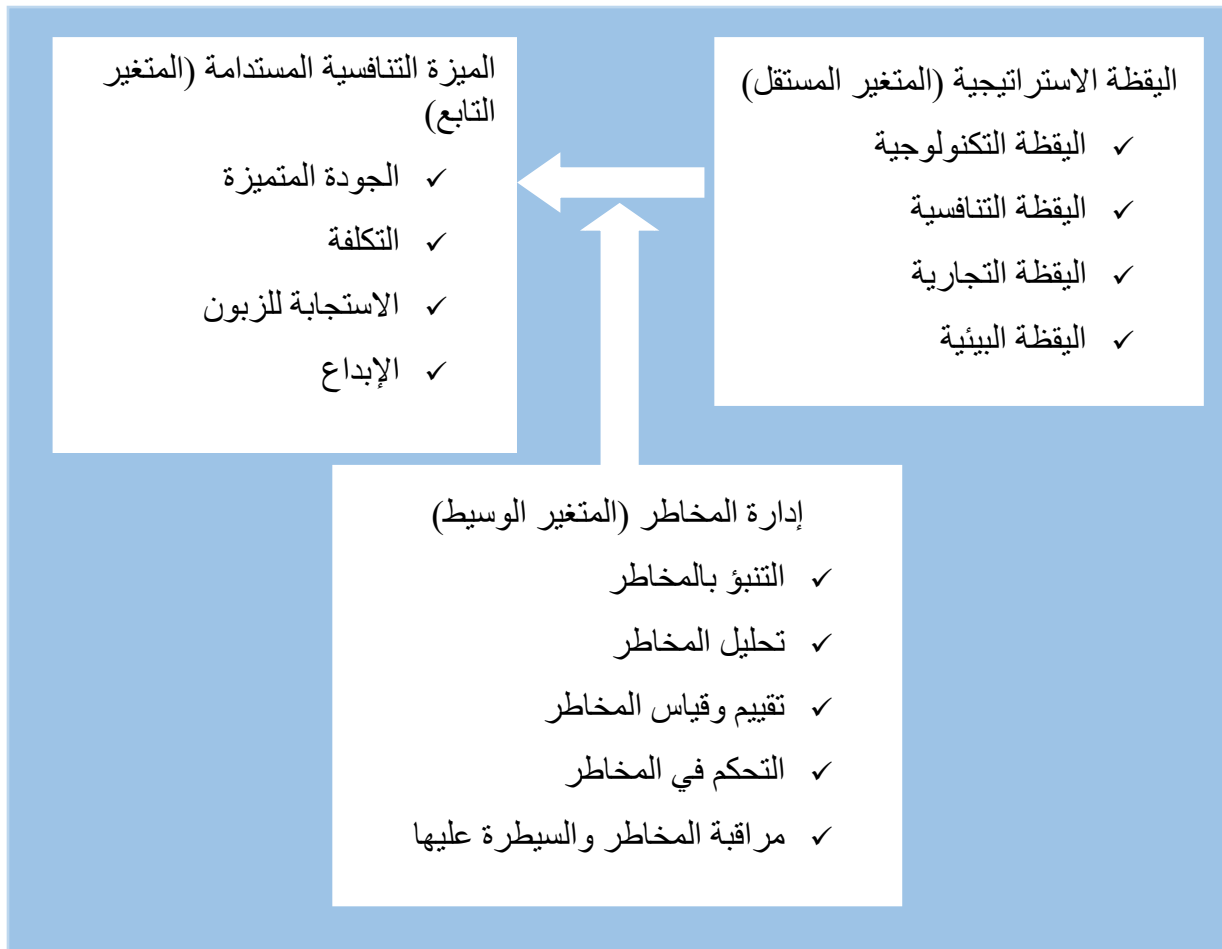 اليقظة الاستراتيجية (المتغير المستقل)
✓ اليقظة التكنولوجية
✓ اليقظة التنافسية
✓ اليقظة التجارية
✓ اليقظة البيئية
الميزة التنافسية المستدامة (المتغير
التابع)
✓ الجودة المتميزة
✓ التكلفة
✓ الاستجابة للزبون
✓ الإبداع
إدارة المخاطر (المتغير الوسيط)
✓ التنبؤ بالمخاطر
✓ تحليل المخاطر
✓ تقييم وقياس المخاطر
✓ التحكم في المخاطر
✓ مراقبة المخاطر والسيطرة عليها